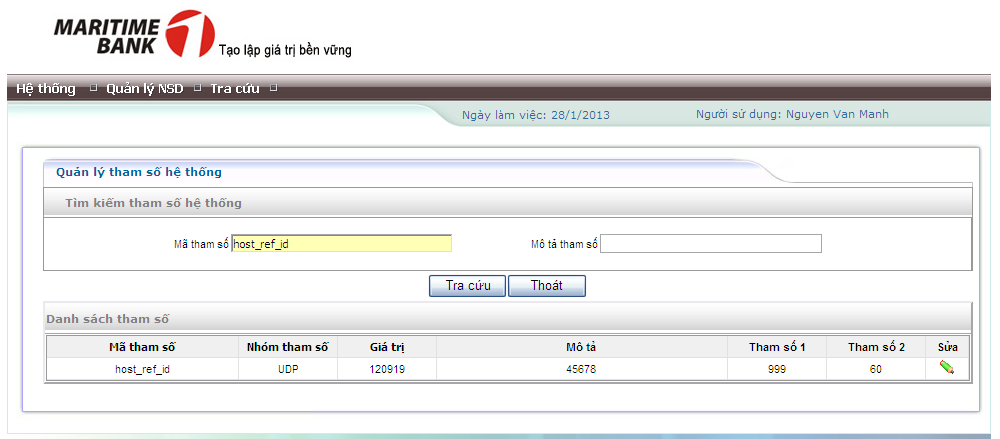 MARITIME
BANK
Tạo lập giá trị bền vững
Hệ thống Quản lý NSD Tra cứu
Ngày làm việc: 28/1/2013 Người sử dụng: Nguyen Van Manh
Quản lý tham số hệ thống
Tìm kiếm tham số hệ thống
Mã tham số host_ref_id Mô tả tham số
Tra cứu Thoát
Danh sách tham số
Mã tham số Nhóm tham số Giá trị Mô tả Tham số 1 Tham số 2 Sửa
host_ref_id UDP 120919 45678 999 60